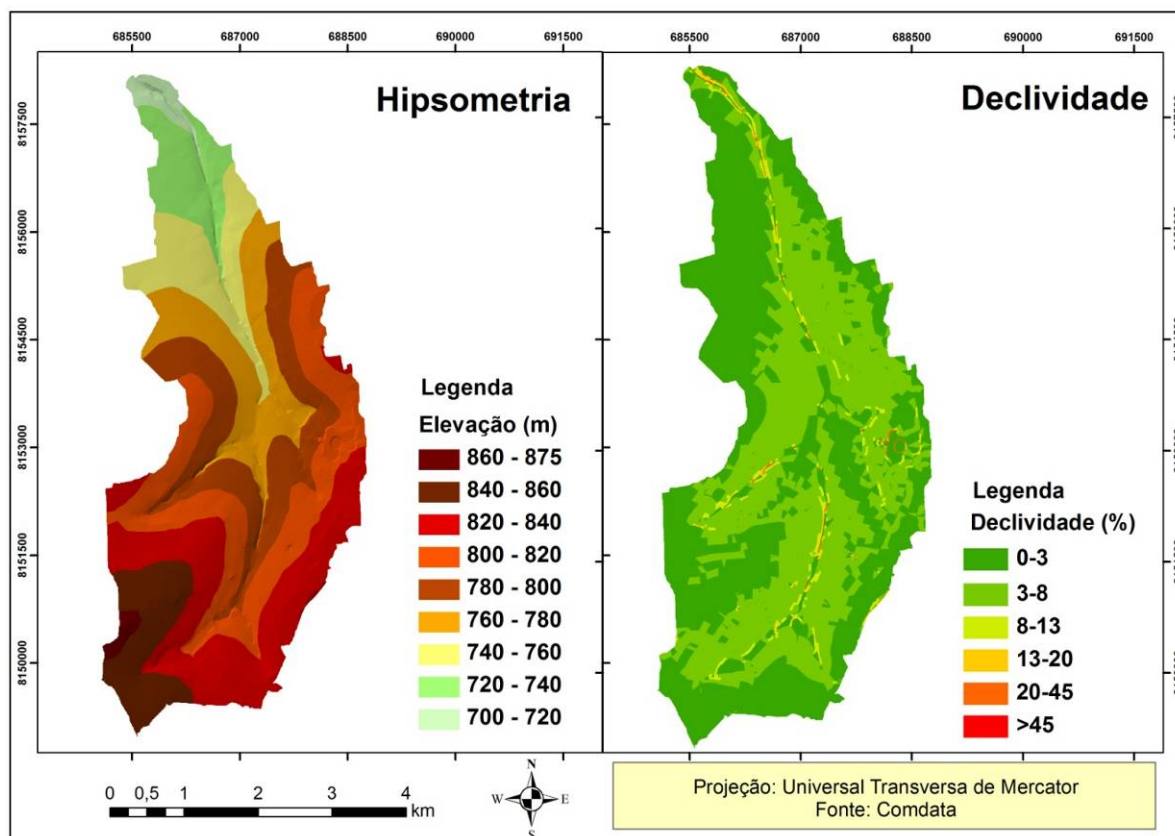 685500 687000 688500 690000 691500
685500 687000 688500 690000 691500
Hipsometria
Declividade
8157500
8156000
8154500
8153000
8151500
8150000
Legenda
Elevação (m)
860 - 875
840 - 860
820 - 840
800 - 820
780 - 800
760 - 780
740 - 760
720 - 740
700 - 720
Legenda
Declividade (%)
0-3
3-8
8-13
13-20
20-45
>45
0 0,5 1 2 3 4
km
N
W E
S
Projeção: Universal Transversa de Mercator
Fonte: Comdata